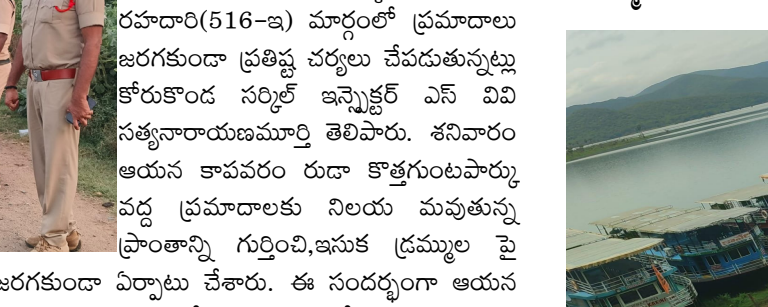 రహదారి(516-ఇ) మార్గంలో ప్రమాదాలు
జరగకుండా ప్రతిష్ట చర్యలు చేపడుతున్నట్లు
కోరుకొండ సర్కిల్ ఇన్స్పెక్టర్ ఎస్ వివి
సత్యనారాయణమూర్తి తెలిపారు. శనివారం
ఆయన కాపవరం రుడా కొత్తగుంటపార్కు
వద్ద ప్రమాదాలకు నిలయ మవుతున్న
ప్రాంతాన్ని గుర్తించి,ఇసుక డ్రమ్ముల పై
జరగకుండా ఏర్పాటు చేశారు. ఈ సందర్భంగా ఆయన